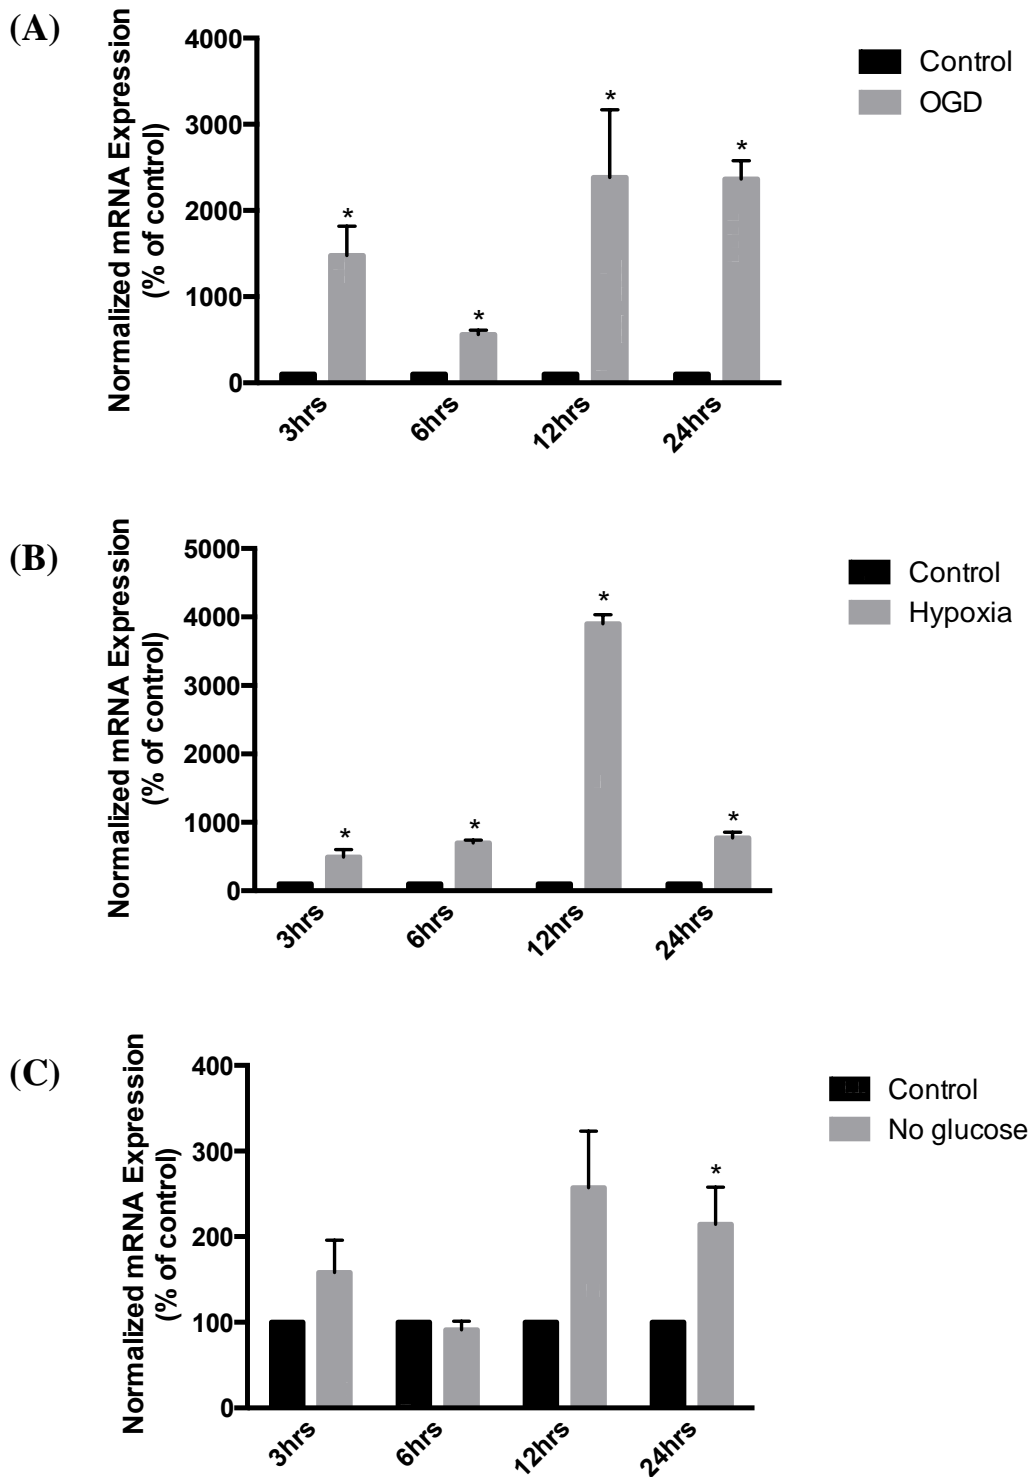 (A)
Normalized mRNA Expression
(% of control)
4000
3000
2000
1000
0
*
*
*
*
3hrs
6hrs
12hrs
24hrs
Control
OGD
(B)
Normalized mRNA Expression
(% of control)
5000
4000
3000
2000
1000
0
*
*
*
*
3hrs
6hrs
12hrs
24hrs
Control
Hypoxia
(C)
Normalized mRNA Expression
(% of control)
400
300
200
100
0
*
3hrs
6hrs
12hrs
24hrs
Control
No glucose